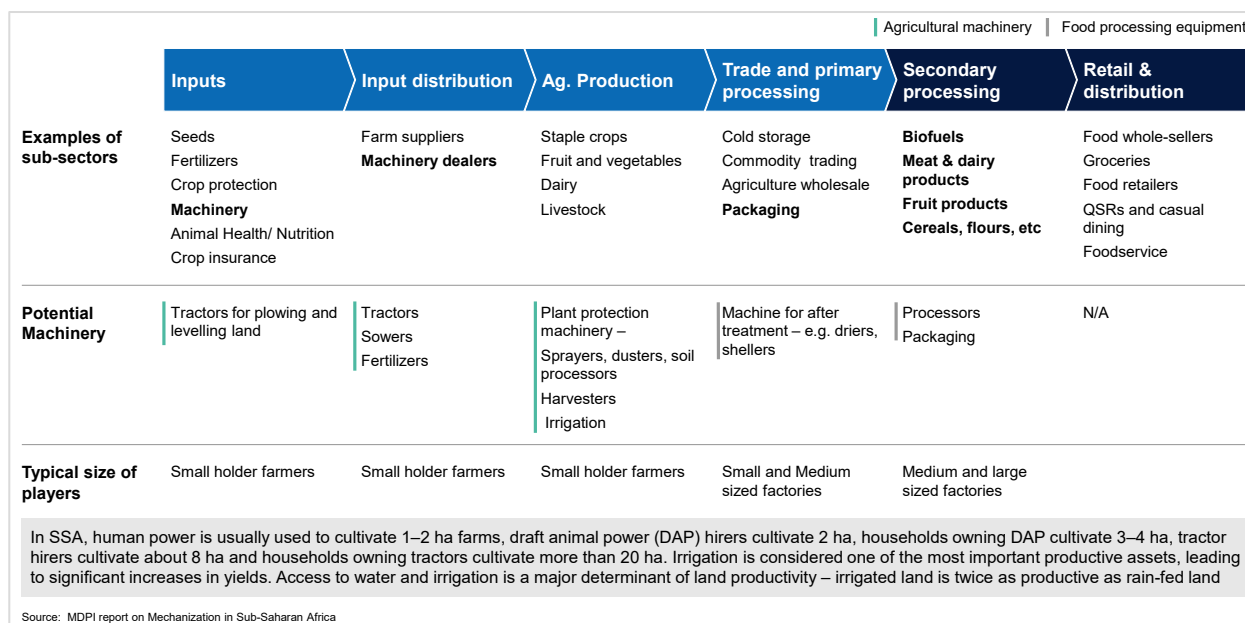 Agricultural machinery
Food processing equipment
Inputs
Input distribution
Ag. Production
Trade and primary
processing
Secondary
processing
Retail &
distribution
Examples of
sub-sectors
Seeds
Fertilizers
Crop protection
Machinery
Animal Health/ Nutrition
Crop insurance
Farm suppliers
Machinery dealers
Staple crops
Fruit and vegetables
Dairy
Livestock
Cold storage
Commodity trading
Agriculture wholesale
Packaging
Biofuels
Meat & dairy
products
Fruit products
Cereals, flours, etc
Food whole-sellers
Groceries
Food retailers
QSRs and casual
dining
Foodservice
Potential
Machinery
Tractors for plowing and
levelling land
Tractors
Sowers
Fertilizers
Plant protection
machinery –
Sprayers, dusters, soil
processors
Harvesters
Irrigation
Machine for after
treatment – e.g. driers,
shellers
Processors
Packaging
N/A
Typical size of
players
Small holder farmers
Small holder farmers
Small holder farmers
Small and Medium
sized factories
Medium and large
sized factories
In SSA, human power is usually used to cultivate 1–2 ha farms, draft animal power (DAP) hirers cultivate 2 ha, households owning DAP cultivate 3–4 ha, tractor
hirers cultivate about 8 ha and households owning tractors cultivate more than 20 ha. Irrigation is considered one of the most important productive assets, leading
to significant increases in yields. Access to water and irrigation is a major determinant of land productivity – irrigated land is twice as productive as rain-fed land
Source: MDPI report on Mechanization in Sub-Saharan Africa